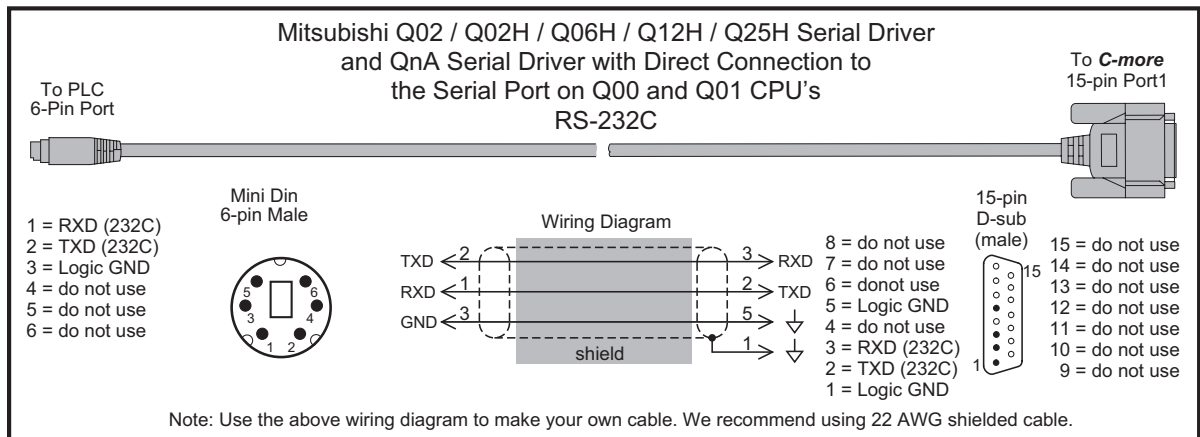 Mitsubishi Q02 / Q02H / Q06H / Q12H / Q25H Serial Driver
and QnA Serial Driver with Direct Connection to
the Serial Port on Q00 and Q01 CPU's
RS-232C
To PLC
6-Pin Port
To C-more
15-pin Port1
1 = RXD (232C)
2 = TXD (232C)
3 = Logic GND
4 = do not use
5 = do not use
6 = do not use
Mini Din
6-pin Male
5
6
3
4
1
2
Wiring Diagram
TXD 2 3 RXD
RXD 1 2 TXD
GND 3 5
1
shield
8 = do not use
7 = do not use
6 = donot use
5 = Logic GND
4 = do not use
3 = RXD (232C)
2 = TXD (232C)
1 = Logic GND
15-pin
D-sub
(male)
15
1
15 = do not use
14 = do not use
13 = do not use
12 = do not use
11 = do not use
10 = do not use
9 = do not use
Note: Use the above wiring diagram to make your own cable. We recommend using 22 AWG shielded cable.